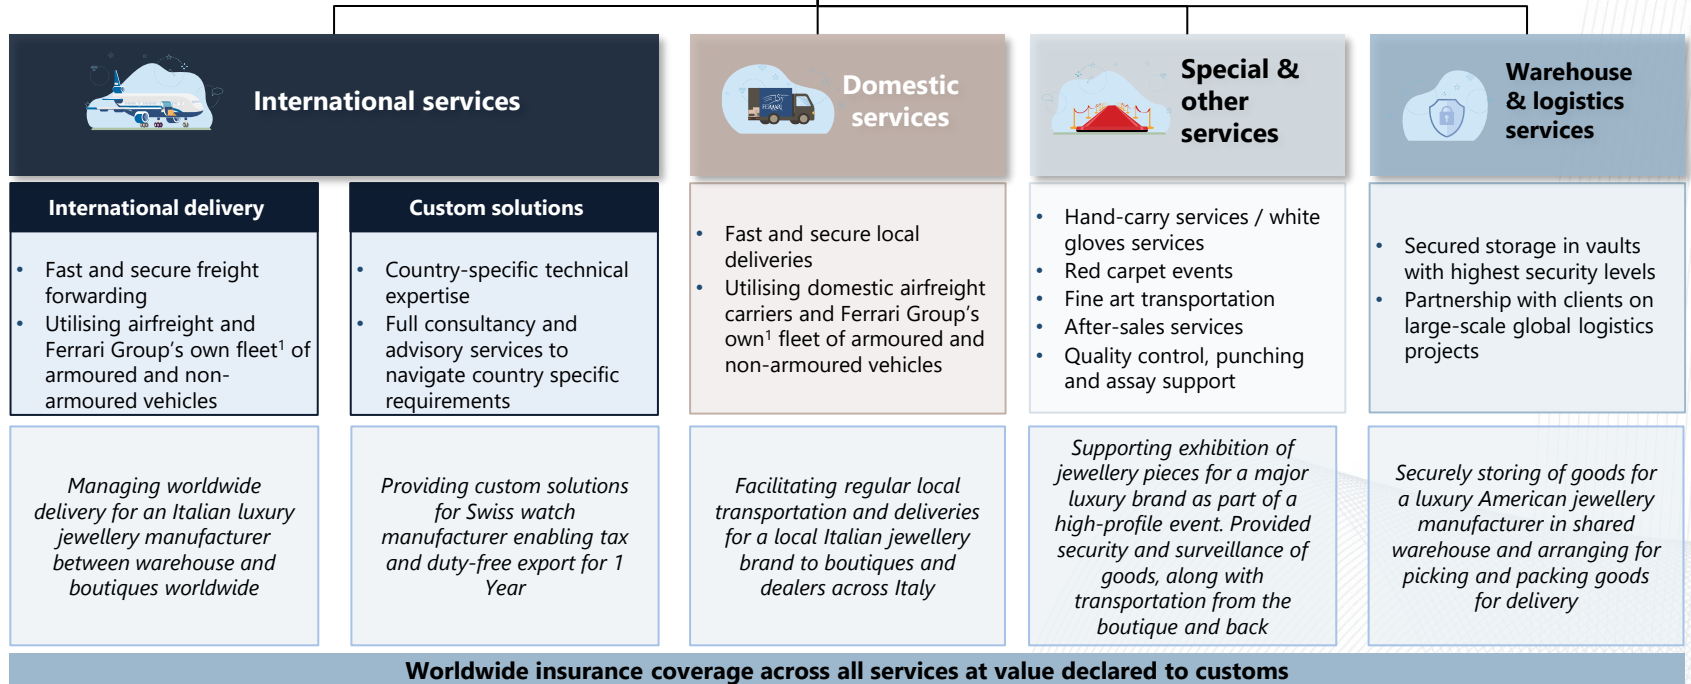 International services
Domestic
services
Special &
other
services
Warehouse
& logistics
services
FERRARI
International delivery
• Fast and secure freight
forwarding
• Utilising airfreight and
Ferrari Group's own fleet1 of
armoured and non-
armoured vehicles
Custom solutions
• Country-specific technical
expertise
• Full consultancy and
advisory services to
navigate country specific
requirements
• Fast and secure local
deliveries
• Utilising domestic airfreight
carriers and Ferrari Group's
own1 fleet of armoured and
non-armoured vehicles
• Hand-carry services / white
gloves services
• Red carpet events
• Fine art transportation
• After-sales services
• Quality control, punching
and assay support
• Secured storage in vaults
with highest security levels
• Partnership with clients on
large-scale global logistics
projects
Managing worldwide
delivery for an Italian luxury
jewellery manufacturer
between warehouse and
boutiques worldwide
Providing custom solutions
for Swiss watch
manufacturer enabling tax
and duty-free export for 1
Year
Facilitating regular local
transportation and deliveries
for a local Italian jewellery
brand to boutiques and
dealers across Italy
Supporting exhibition of
jewellery pieces for a major
luxury brand as part of a
high-profile event. Provided
security and surveillance of
goods, along with
transportation from the
boutique and back
Securely storing of goods for
a luxury American jewellery
manufacturer in shared
warehouse and arranging for
picking and packing goods
for delivery
Worldwide insurance coverage across all services at value declared to customs